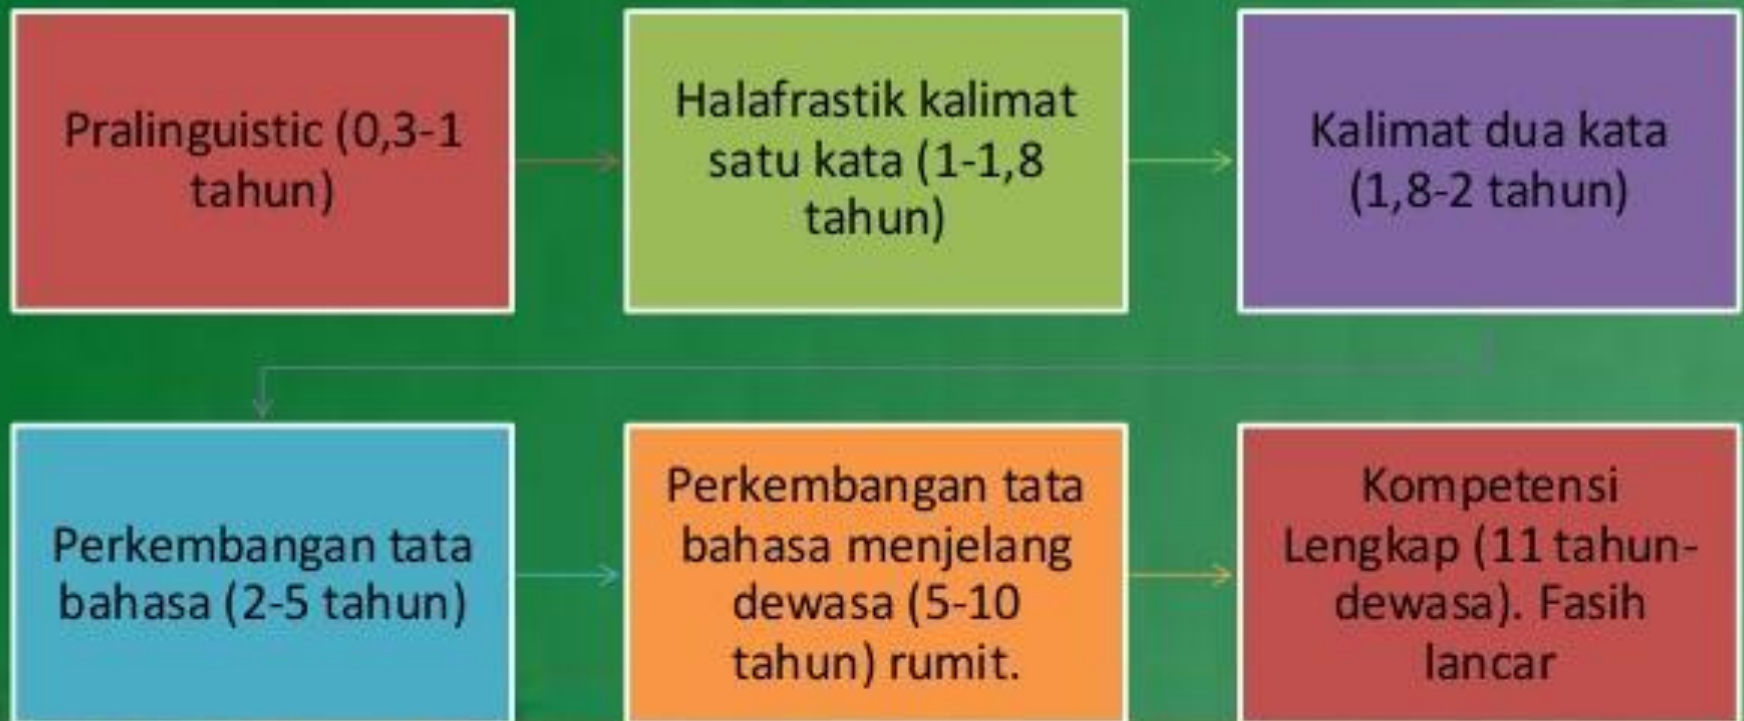 Pralinguistic (0,3-1
tahun)
Halafrastik kalimat
satu kata (1-1,8
tahun)
Kalimat dua kata
(1,8-2 tahun)
Perkembangan tata
bahasa (2-5 tahun)
Perkembangan tata
bahasa menjelang
dewasa (5-10
tahun) rumit.
Kompetensi
Lengkap (11 tahun-
dewasa). Fasih
lancar